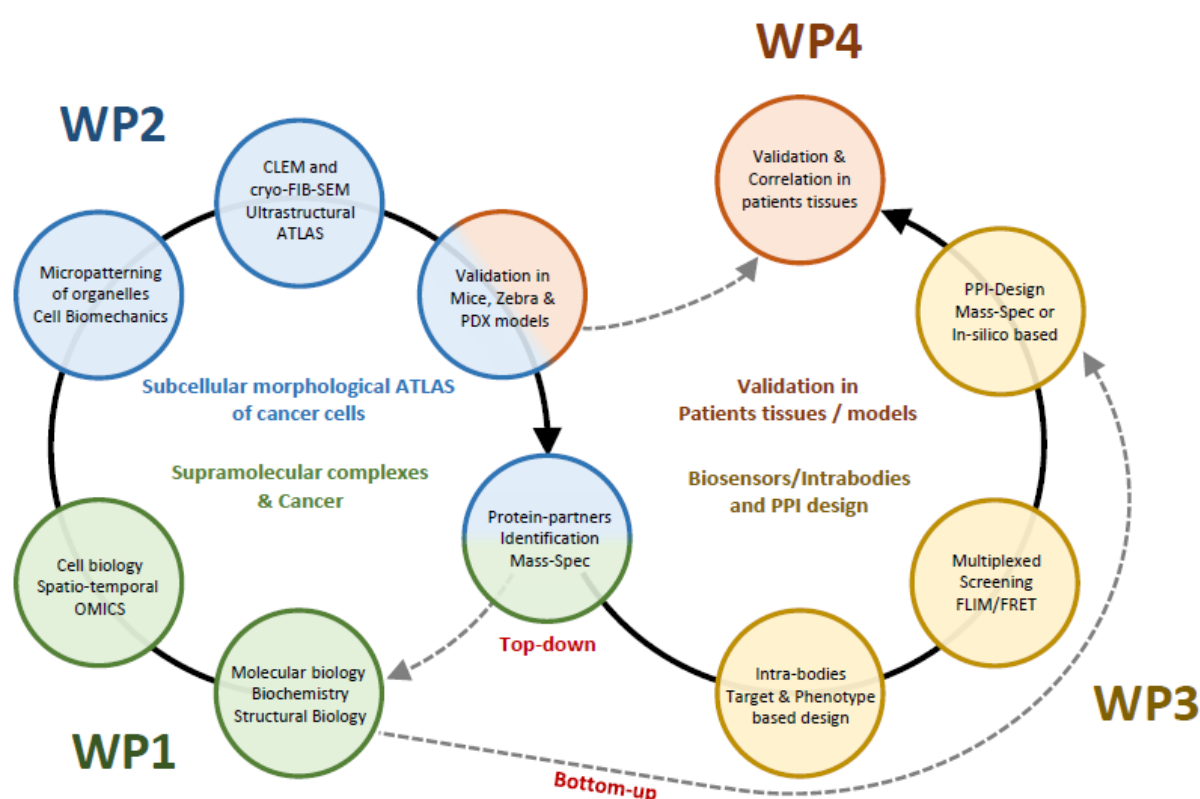 WP4
WP2
CLEM and
cryo-FIB-SEM
Ultrastructural
ATLAS
Validation &
Correlation in
patients tissues
Micropatterning
of organelles
Cell Biomechanics
Validation in
Mice, Zebra &
PDX models
PPI-Design
Mass-Spec or
In-silico based
Subcellular morphological ATLAS
of cancer cells
Validation in
Patients tissues / models
Supramolecular complexes
& Cancer
Biosensors/Intrabodies
and PPI design
Protein-partners
Identification
Mass-Spec
Cell biology
Spatio-temporal
OMICS
Multiplexed
Screening
FLIM/FRET
Top-down
Molecular biology
Biochemistry
Structural Biology
Intra-bodies
Target & Phenotype
based design
WP3
WP1
Bottom-up